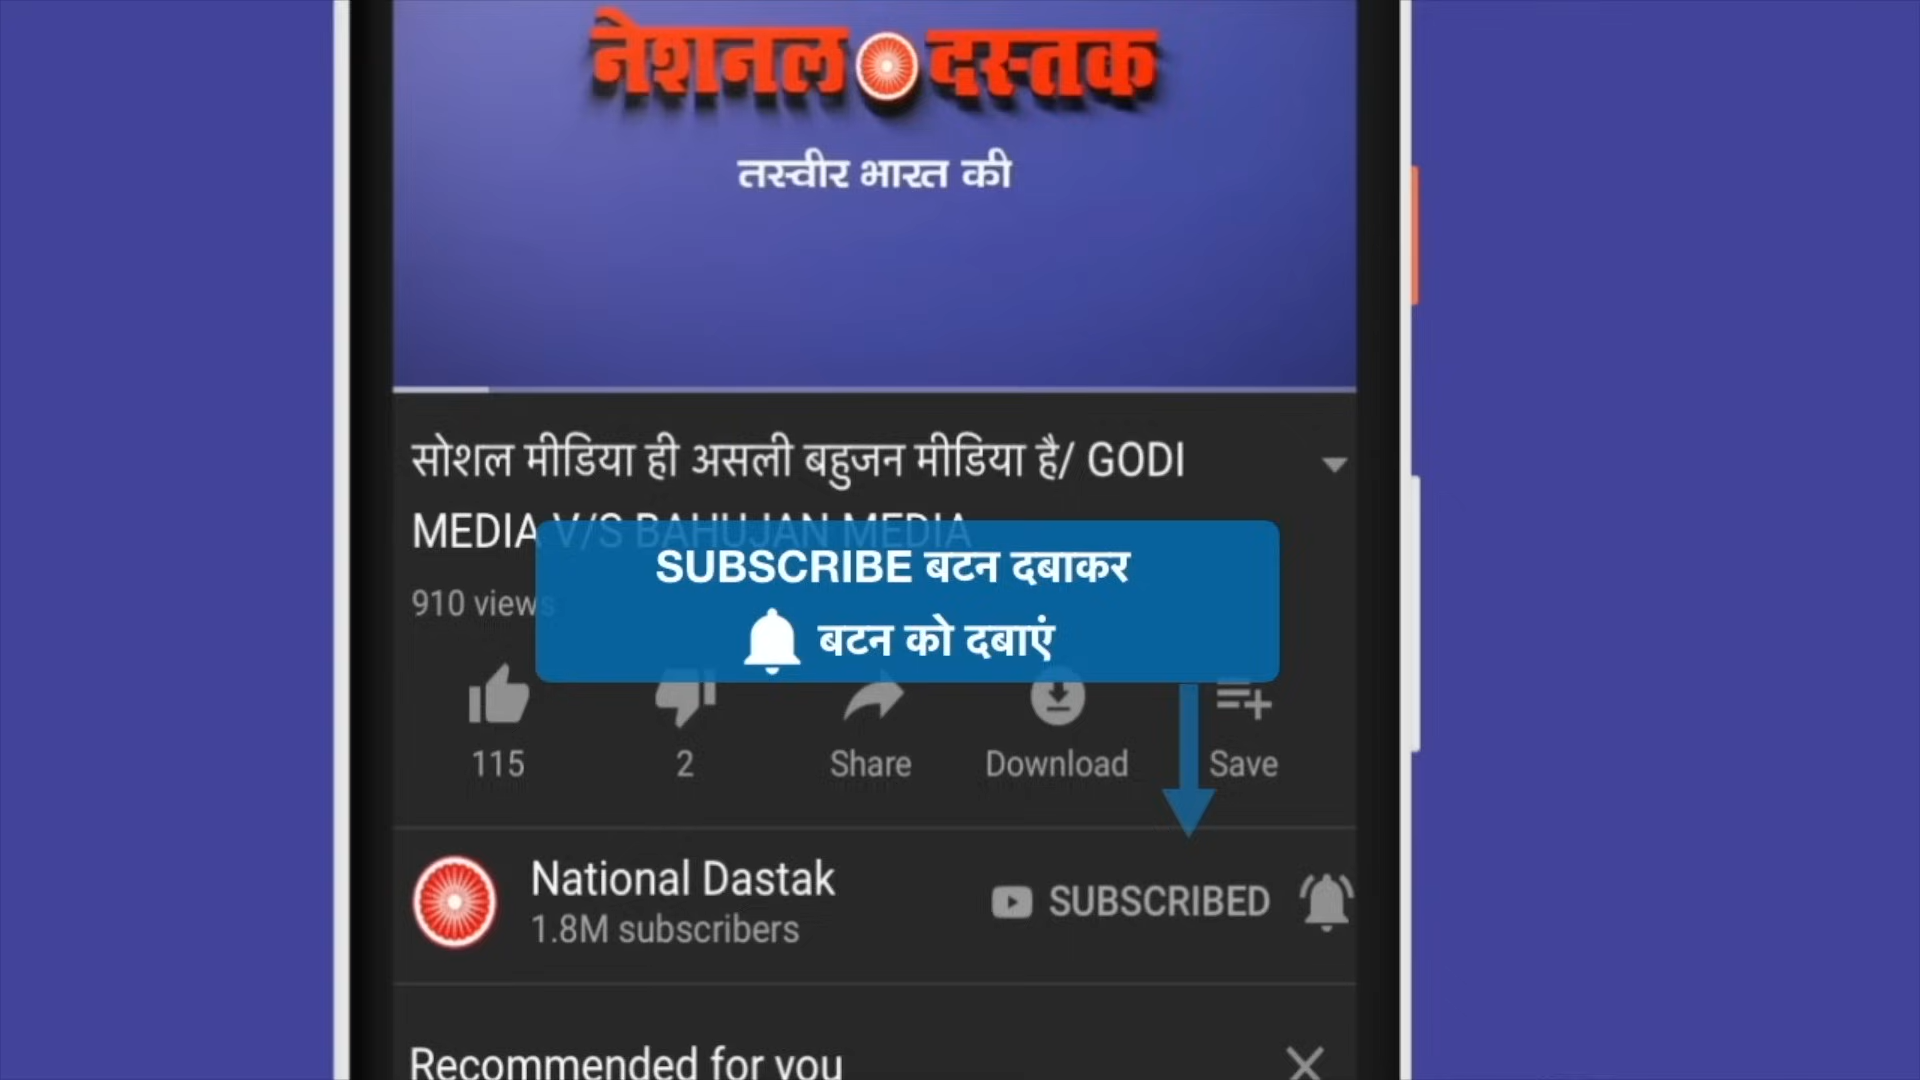 नेशनल दस्तक
तस्वीर भारत की
सोशल मीडिया ही असली बहुजन मीडिया है/ GODI
MEDIA V/S BAHUJAN MEDIA
910 views
SUBSCRIBE बटन दबाकर
बटन को दबाएं
115
2
Share
Download
Save
National Dastak
1.8M subscribers
SUBSCRIBED
Recommended for you